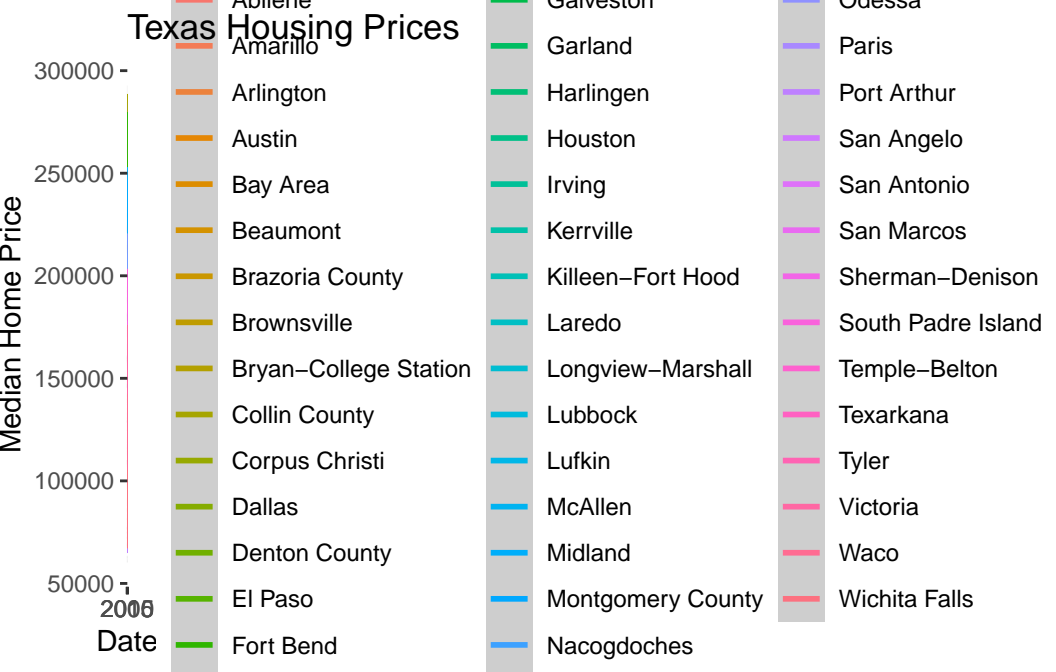 Abilene
Galveston
Odessa
Texas Housing Prices
Amarillo
Garland
Paris
300000
Arlington
Harlingen
Port Arthur
Austin
Houston
San Angelo
250000
Bay Area
Irving
San Antonio
Median Home Price
Beaumont
Kerrville
San Marcos
200000
Brazoria County
Killeen–Fort Hood
Sherman–Denison
Brownsville
Laredo
South Padre Island
150000
Bryan–College Station
Longview–Marshall
Temple–Belton
Collin County
Lubbock
Texarkana
100000
Corpus Christi
Lufkin
Tyler
Dallas
McAllen
Victoria
Denton County
Midland
Waco
50000
El Paso
Montgomery County
Wichita Falls
Date
Fort Bend
Nacogdoches